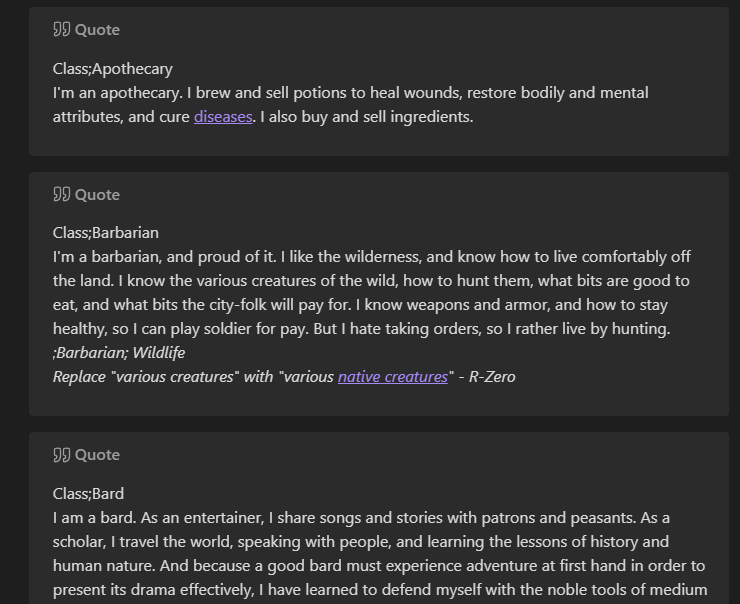 Quote
Class;Apothecary
I'm an apothecary. I brew and sell potions to heal wounds, restore bodily and mental
attributes, and cure diseases. I also buy and sell ingredients.
Quote
Class;Barbarian
I'm a barbarian, and proud of it. I like the wilderness, and know how to live comfortably off
the land. I know the various creatures of the wild, how to hunt them, what bits are good to
eat, and what bits the city-folk will pay for. I know weapons and armor, and how to stay
healthy, so I can play soldier for pay. But I hate taking orders, so I rather live by hunting.
;Barbarian; Wildlife
Replace "various creatures" with "various native creatures" - R-Zero
Quote
Class;Bard
I am a bard. As an entertainer, I share songs and stories with patrons and peasants. As a
scholar, I travel the world, speaking with people, and learning the lessons of history and
human nature. And because a good bard must experience adventure at first hand in order to
present its drama effectively, I have learned to defend myself with the noble tools of medium